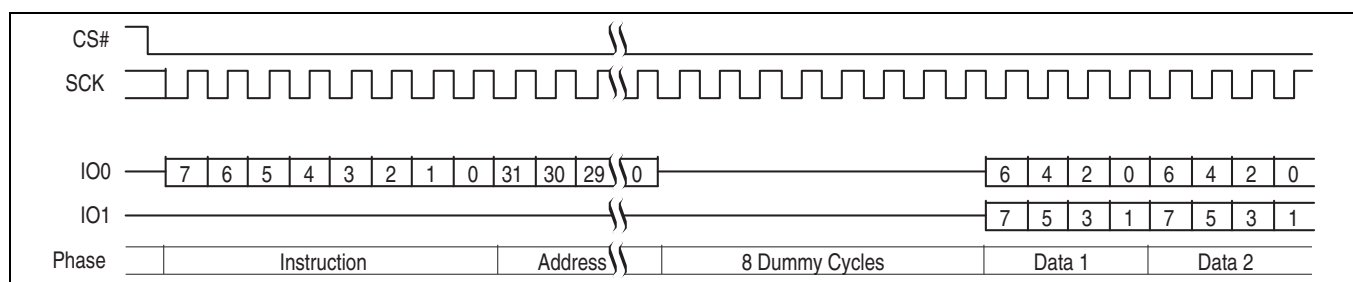 CS#
SCK
IO0 7 6 5 4 3 2 1 0 31 30 29 0 6 4 2 0 6 4 2 0
IO1 7 5 3 1 7 5 3 1
Phase Instruction Address 8 Dummy Cycles Data 1 Data 2